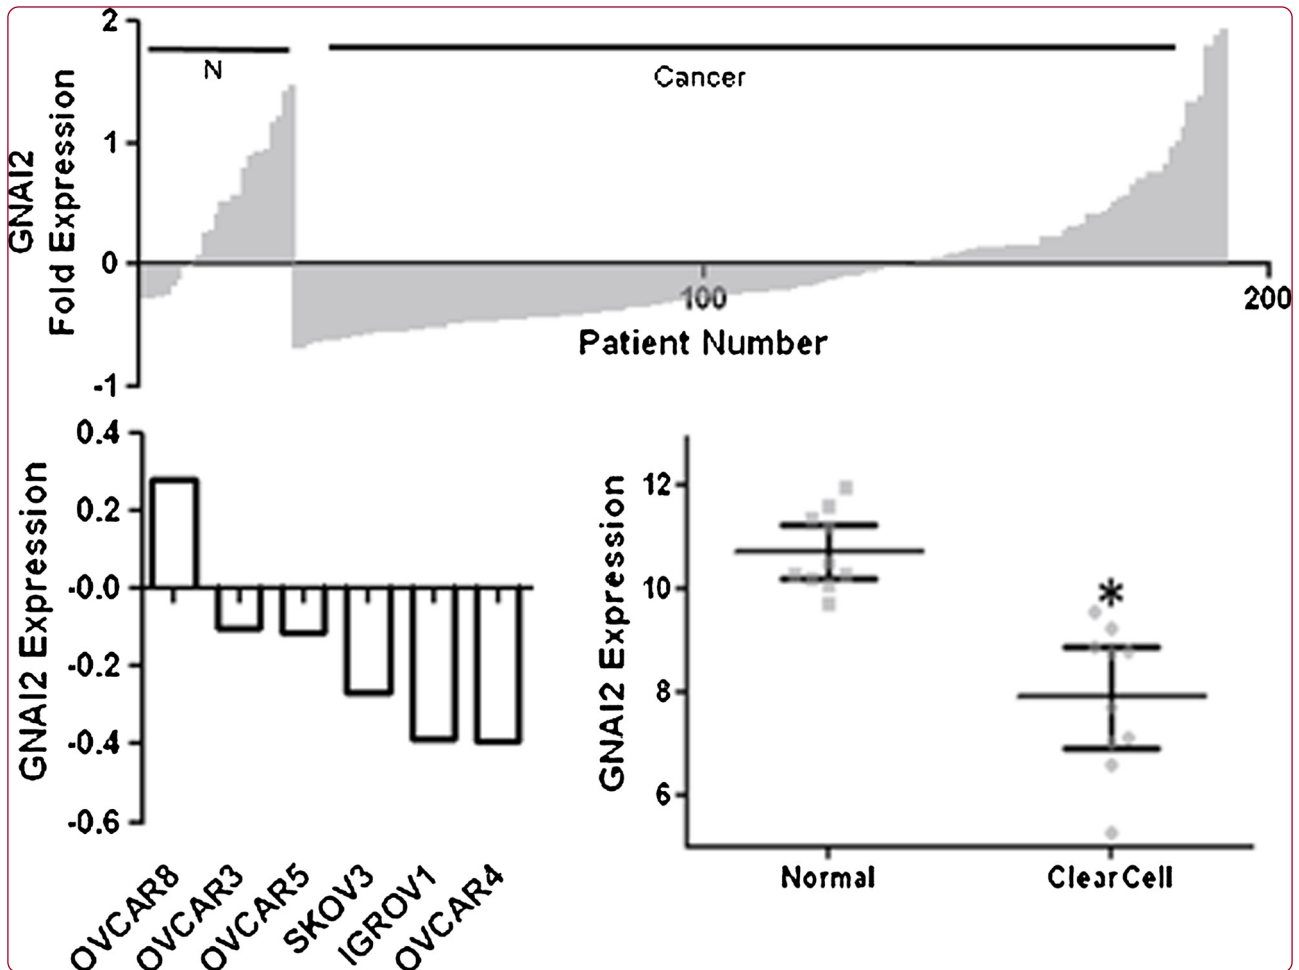 GNAI2
Fold Expression
2
1
0
-1
N
Cancer
100
200
Patient Number
GNAI2 Expression
0.4
0.2
-0.0
-0.2
-0.4
-0.6
OVCAR8
OVCAR3
OVCAR5
SKOV3
IGROV1
OVCAR4
GNAI2 Expression
12
10
8
6
*
Normal
Clear Cell